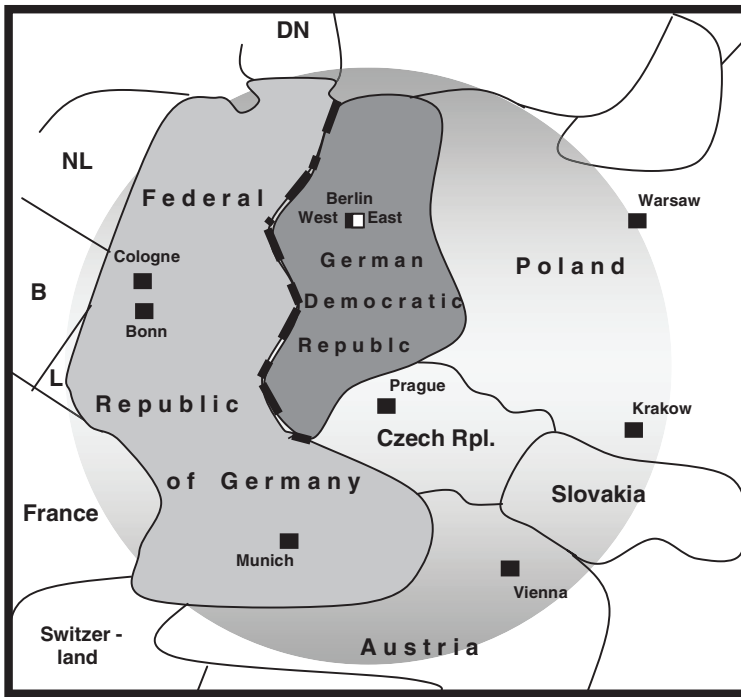 DN
NL
Federal
Berlin
West East
Warsaw
German
Poland
Cologne
B
Democratic
Bonn
Republc
L
Prague
Republic
Krakow
Czech Rpl.
of Germany
Slovakia
France
Munich
Vienna
Switzer -
land
Austria